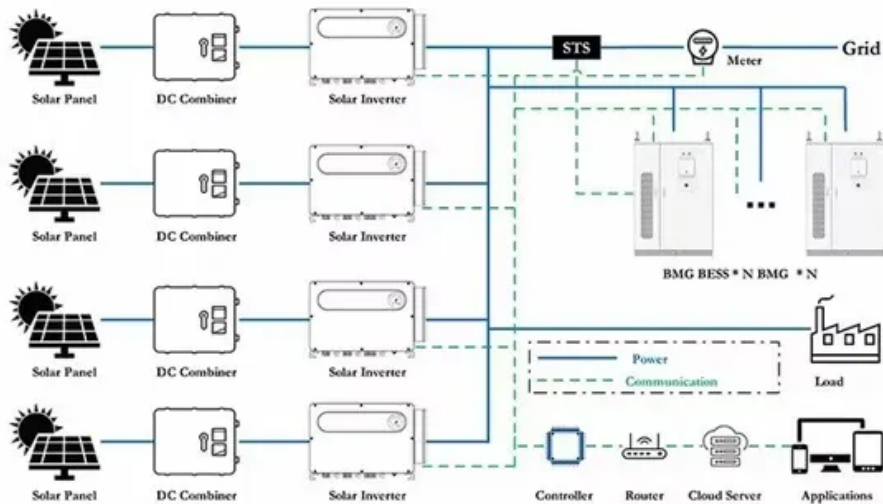 STS
Grid
Meter
Solar Panel
DC Combiner
Solar Inverter
Solar Panel
DC Combiner
Solar Inverter
BMG BESS * N BMG * N
Solar Panel
DC Combiner
Solar Inverter
Power
Communication
Load
Solar Panel
DC Combiner
Solar Inverter
Controller
Router
Cloud Server
Applications